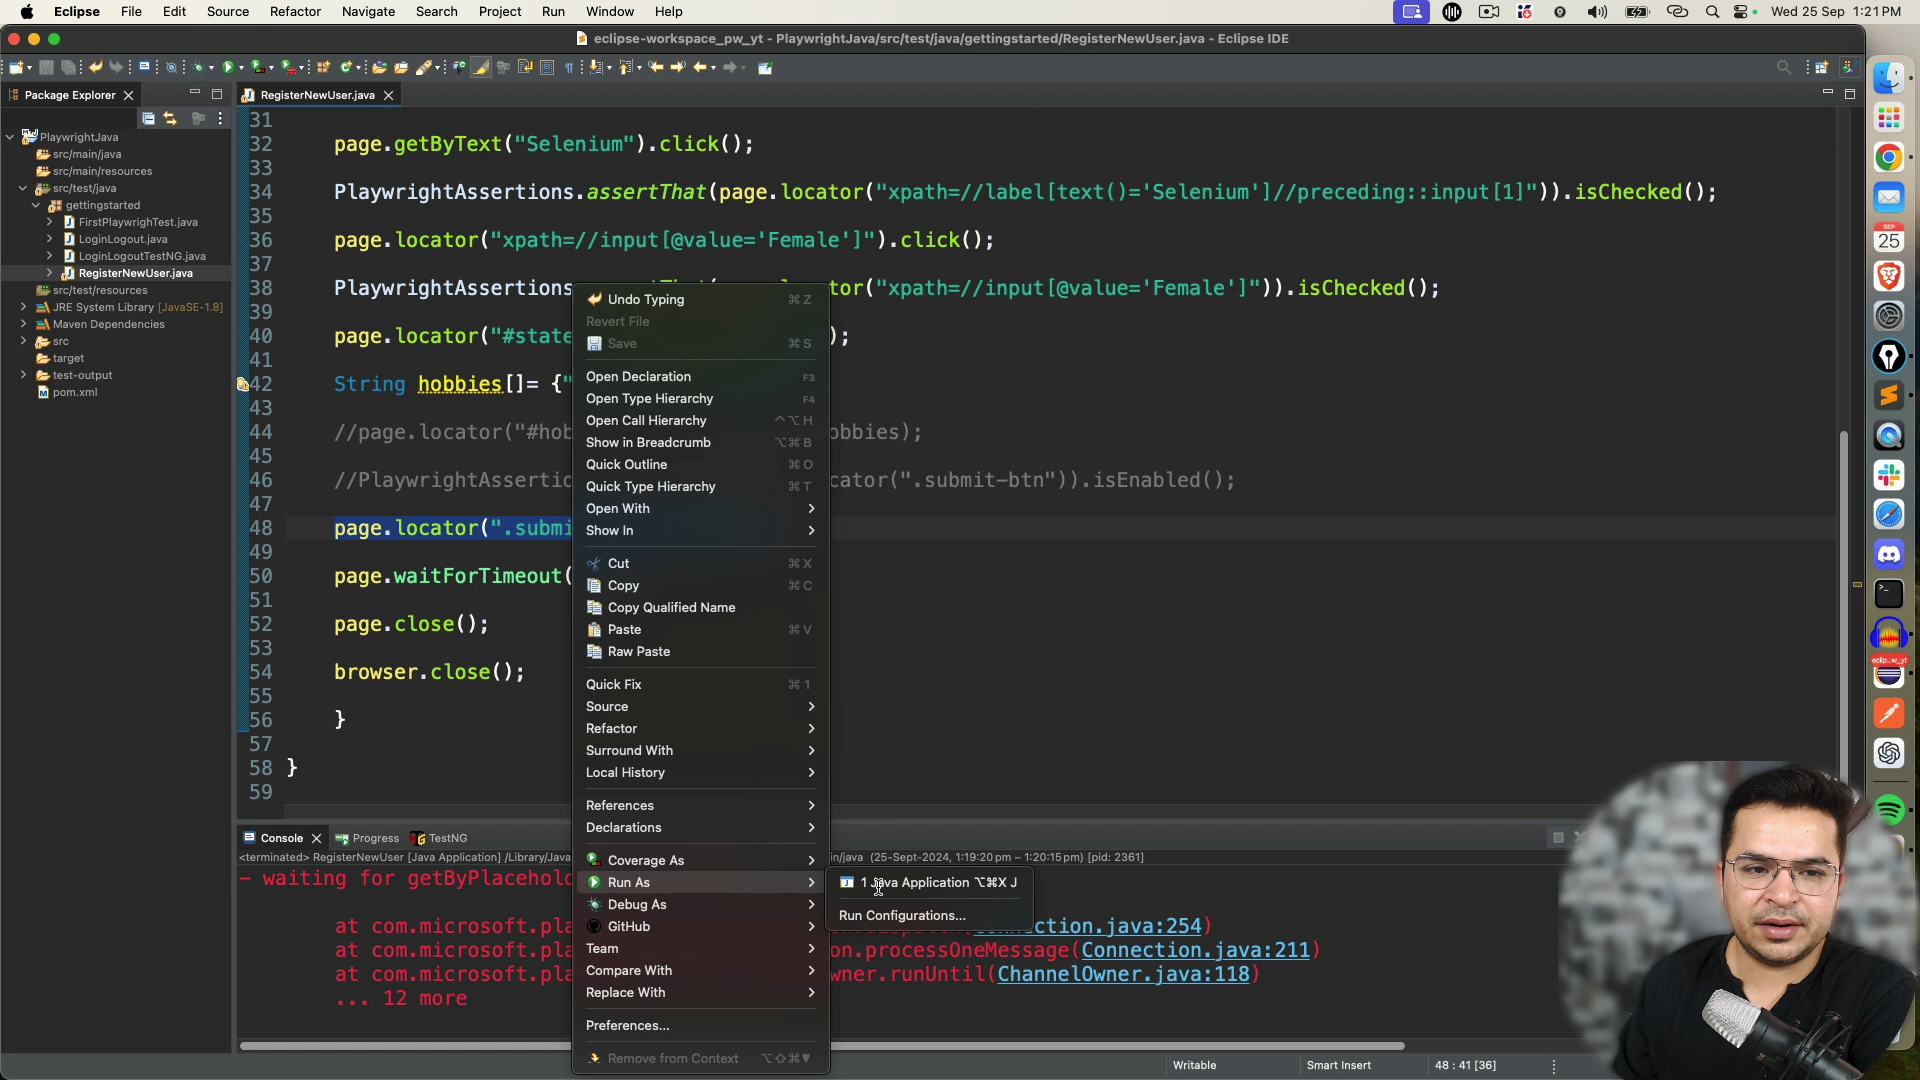 Eclipse File Edit Source Refactor Navigate Search Project Run Window Help
Wed 25 Sep 1:21 PM
eclipse-workspace_pw_yt - PlaywrightJava/src/test/java/gettingstarted/RegisterNewUser.java - Eclipse IDE
Package Explorer
RegisterNewUser.java
PlaywrightJava
src/main/java
src/main/resources
src/test/java
gettingstarted
FirstPlaywrighTest.java
LoginLogout.java
LoginLogoutTestNG.java
RegisterNewUser.java
src/test/resources
JRE System Library [JavaSE-1.8]
Maven Dependencies
src
target
test-output
pom.xml
31
32 page.getByText("Selenium").click();
33
34 PlaywrightAssertions.assertThat(page.locator("xpath=//label[text()='Selenium']//preceding::input[1]")).isChecked();
35
36 page.locator("xpath=//input[@value='Female']").click();
37
38 PlaywrightAssertions tor("xpath=//input[@value='Female']")).isChecked();
39
40 page.locator("#state );
41
42 String hobbies[]= {"
43
44 //page.locator("#hob obbies);
45
46 //PlaywrightAssertio cator(".submit-btn")).isEnabled();
47
48 page.locator(".submi
49
50 page.waitForTimeout(
51
52 page.close();
53
54 browser.close();
55
56 }
57
58 }
59
Undo Typing ⌘Z
Revert File
Save ⌘S
Open Declaration F3
Open Type Hierarchy F4
Open Call Hierarchy ^⌥H
Show in Breadcrumb ⌥⌘B
Quick Outline ⌘O
Quick Type Hierarchy ⌘T
Open With
Show In
Cut ⌘X
Copy ⌘C
Copy Qualified Name
Paste ⌘V
Raw Paste
Quick Fix ⌘1
Source
Refactor
Surround With
Local History
References
Declarations
Coverage As
Run As
Debug As
GitHub
Team
Compare With
Replace With
Preferences...
Remove from Context ⌥⇧⌘▼
1 Java Application ⌥⌘X J
Run Configurations...
Console Progress TestNG
<terminated> RegisterNewUser [Java Application] /Library/Java in/java (25-Sept-2024, 1:19:20 pm – 1:20:15 pm) [pid: 2361]
- waiting for getByPlacehold
at com.microsoft.pla Connection.java:254)
at com.microsoft.pla on.processOneMessage(Connection.java:211)
at com.microsoft.pla wner.runUntil(ChannelOwner.java:118)
... 12 more
Writable Smart Insert 48 : 41 [36]
SEP
25
eclip..w_yt